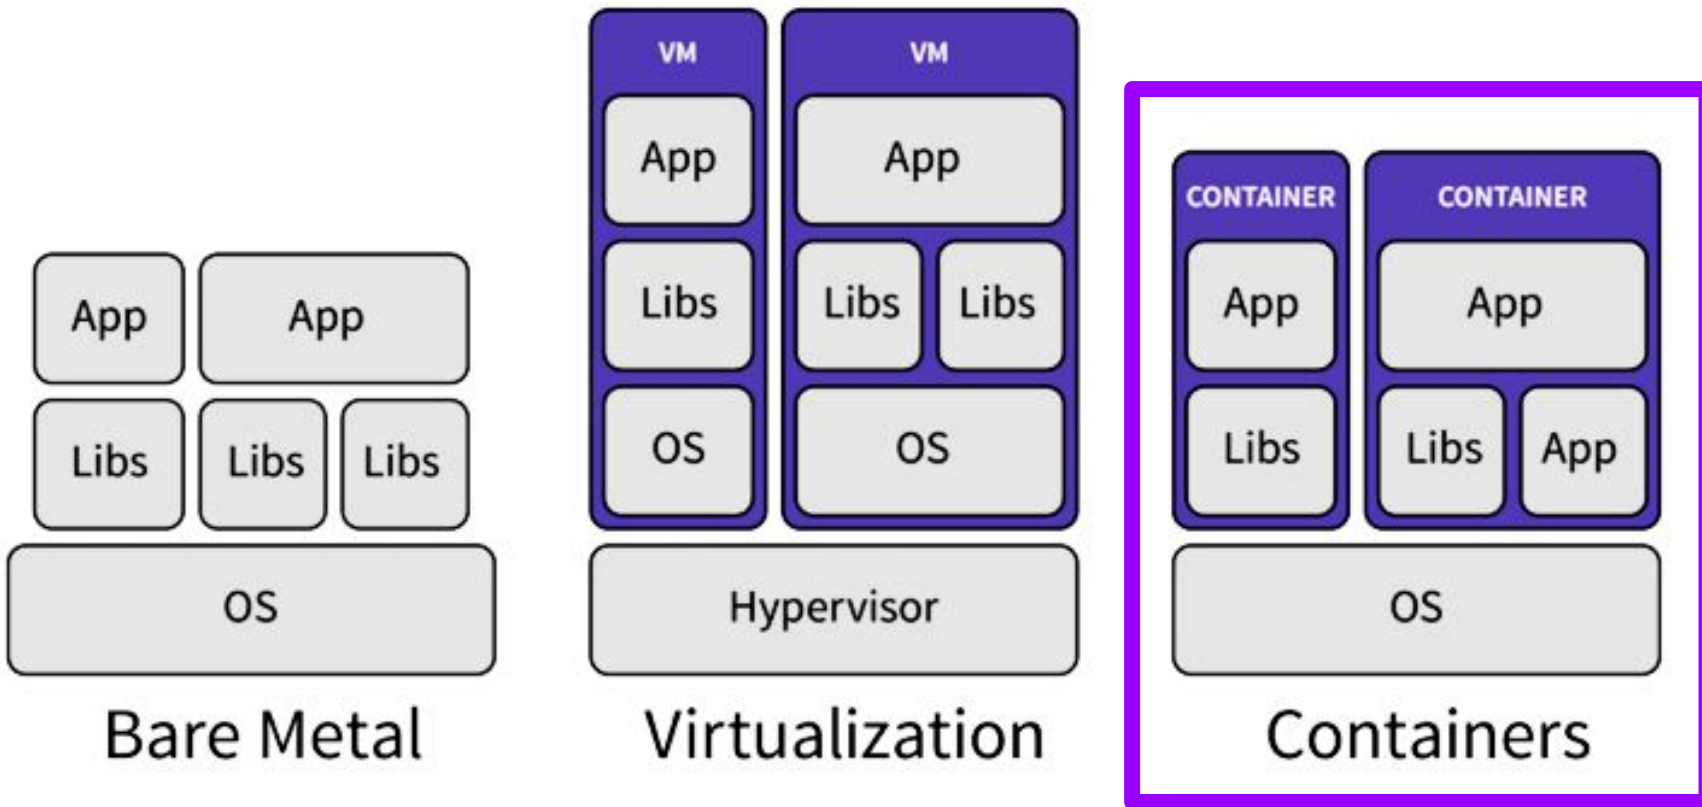 App
App
Libs
Libs
Libs
OS
Bare Metal
VM
VM
App
App
Libs
Libs
Libs
OS
OS
Hypervisor
Virtualization
CONTAINER
CONTAINER
App
App
Libs
Libs
App
OS
Containers